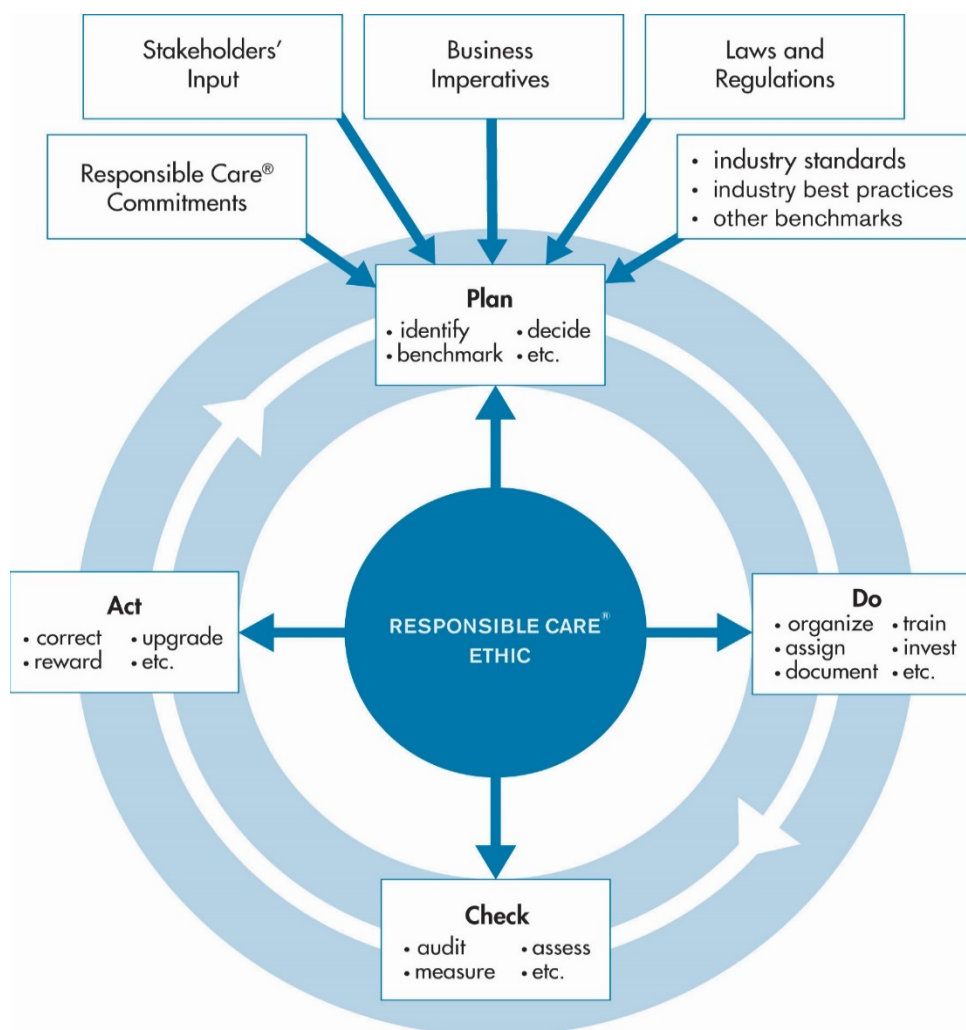 Stakeholders’
Input
Business
Imperatives
Laws and
Regulations
Responsible Care®
Commitments
• industry standards
• industry best practices
• other benchmarks
Plan
• identify • decide
• benchmark • etc.
Act
• correct • upgrade
• reward • etc.
RESPONSIBLE CARE®
ETHIC
Do
• organize • train
• assign • invest
• document • etc.
Check
• audit • assess
• measure • etc.